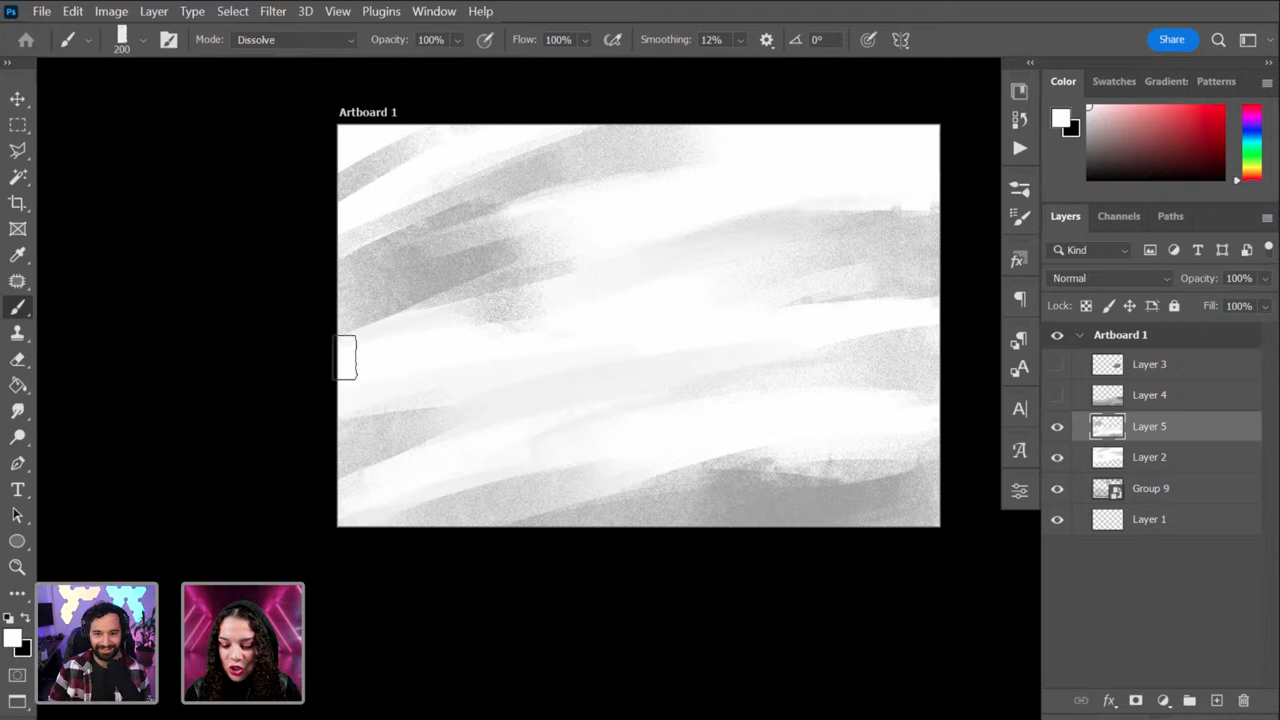 Ps File Edit Image Layer Type Select Filter 3D View Plugins Window Help
200 Mode: Dissolve Opacity: 100% Flow: 100% Smoothing: 12% 0° Share
Artboard 1
Color Swatches Gradient: Patterns
Layers Channels Paths
Kind
Normal Opacity: 100%
Lock: Fill: 100%
Artboard 1
Layer 3
Layer 4
Layer 5
Layer 2
Group 9
Layer 1